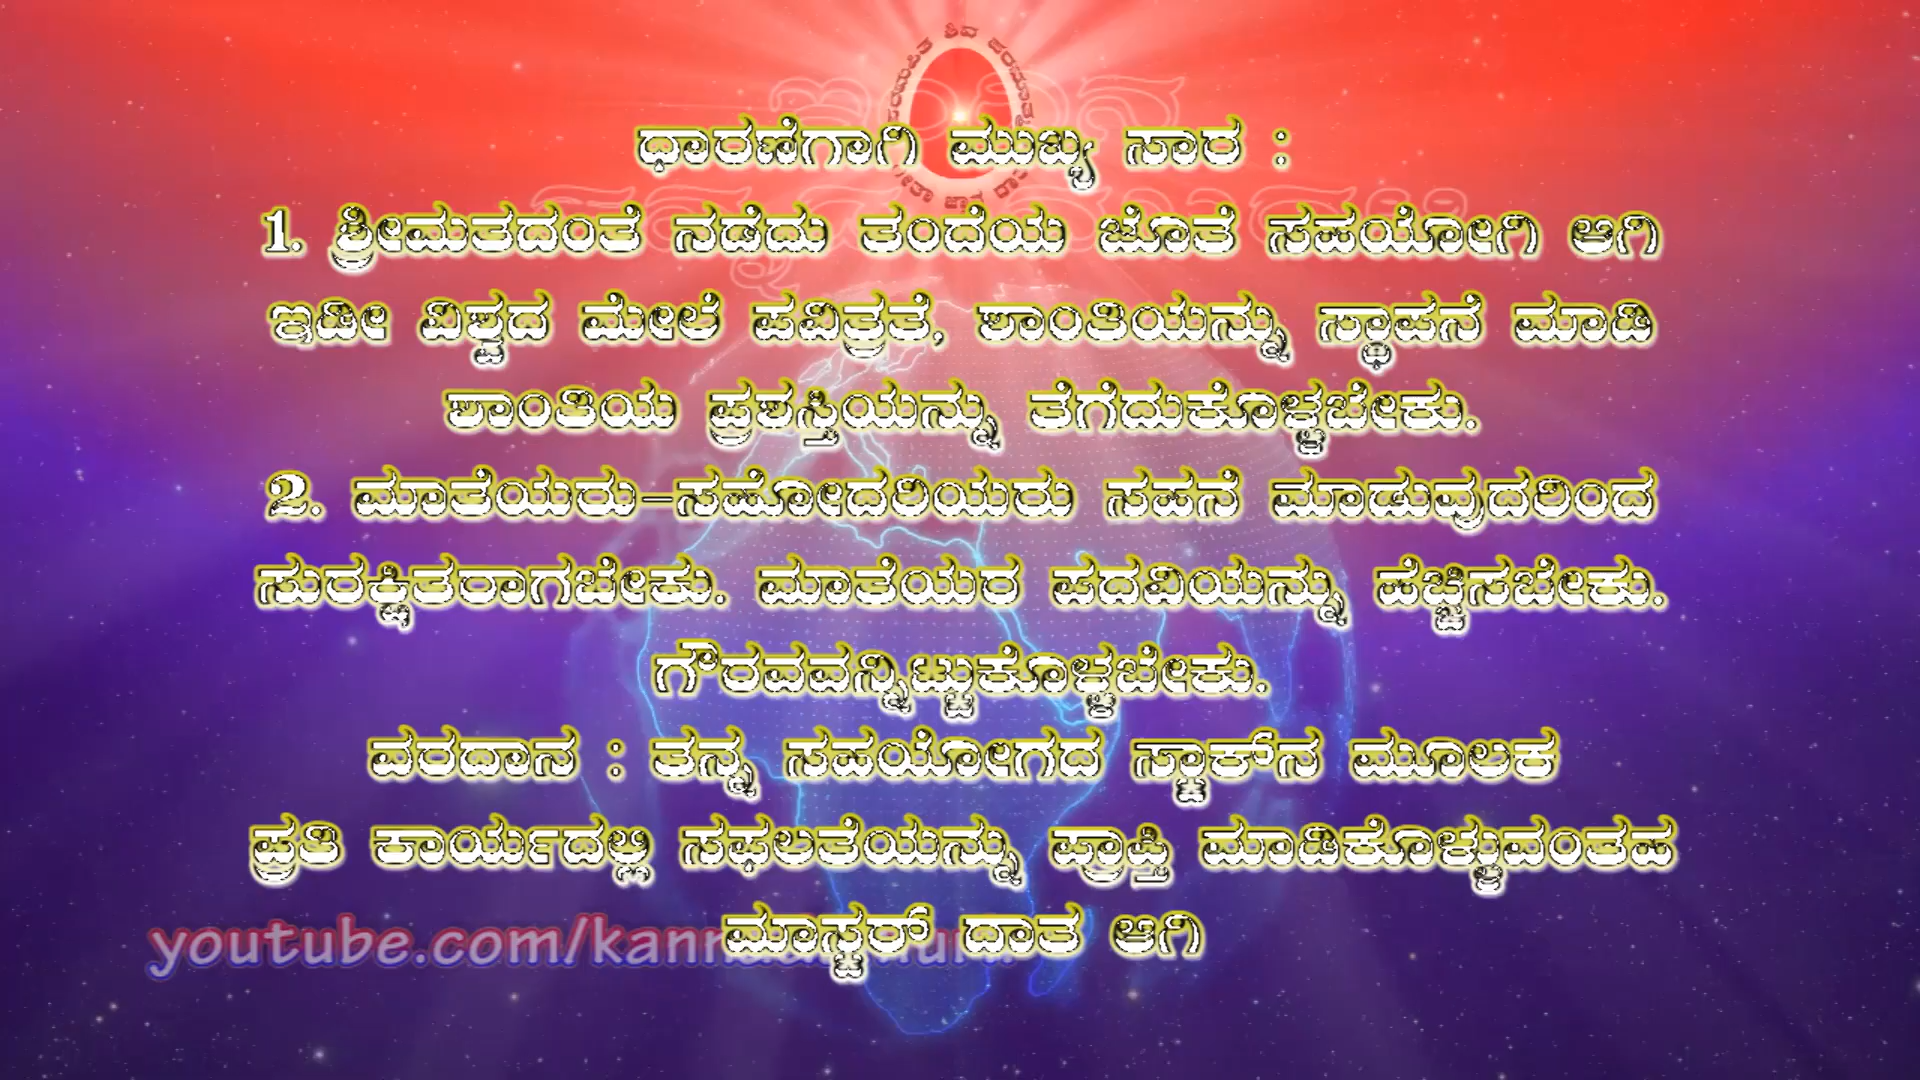 ಧಾರಣೆಗಾಗಿ ಮುಖ್ಯ ಸಾರ :
1. ಶ್ರೀಮತದಂತೆ ನಡೆದು ತಂದೆಯ ಜೊತೆ ಸಹಯೋಗಿ ಆಗಿ
ಇಡೀ ವಿಶ್ವದ ಮೇಲೆ ಪವಿತ್ರತೆ, ಶಾಂತಿಯನ್ನು ಸ್ಥಾಪನೆ ಮಾಡಿ
ಶಾಂತಿಯ ಪ್ರಶಸ್ತಿಯನ್ನು ತೆಗೆದುಕೊಳ್ಳಬೇಕು.
2. ಮಾತೆಯರು-ಸಹೋದರಿಯರು ಸಹನೆ ಮಾಡುವುದರಿಂದ
ಸುರಕ್ಷಿತರಾಗಬೇಕು. ಮಾತೆಯರ ಪದವಿಯನ್ನು ಹೆಚ್ಚಿಸಬೇಕು.
ಗೌರವವನ್ನಿಟ್ಟುಕೊಳ್ಳಬೇಕು.
ವರದಾನ : ತನ್ನ ಸಹಯೋಗದ ಸ್ಟಾಕ್‌ನ ಮೂಲಕ
ಪ್ರತಿ ಕಾರ್ಯದಲ್ಲಿ ಸಫಲತೆಯನ್ನು ಪ್ರಾಪ್ತಿ ಮಾಡಿಕೊಳ್ಳುವಂತಹ
ಮಾಸ್ಟರ್ ದಾತ ಆಗಿ